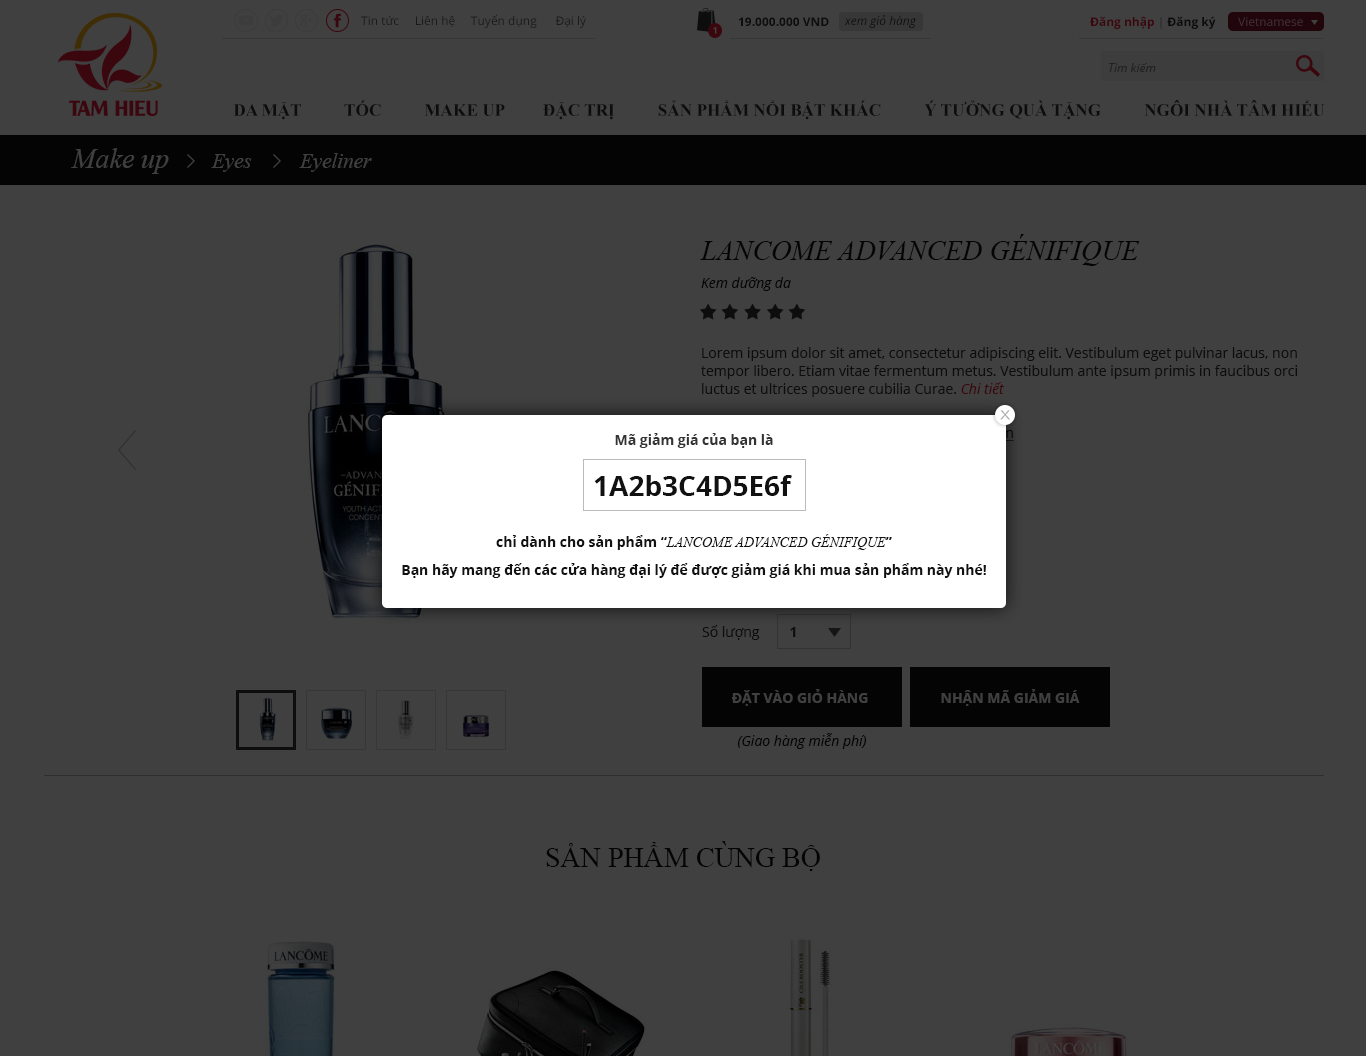 TAM HIEU
Tin tức Liên hệ Tuyển dụng Đại lý
1
19.000.000 VND xem giỏ hàng
Đăng nhập | Đăng ký Vietnamese
Tìm kiếm
DA MẶT TÓC MAKE UP ĐẶC TRỊ SẢN PHẨM NỔI BẬT KHÁC Ý TƯỞNG QUÀ TẶNG NGÔI NHÀ TÂM HIẾU
Make up > Eyes > Eyeliner
LANCOME ADVANCED GÉNIFIQUE
Kem dưỡng da
Lorem ipsum dolor sit amet, consectetur adipiscing elit. Vestibulum eget pulvinar lacus, non
tempor libero. Etiam vitae fermentum metus. Vestibulum ante ipsum primis in faucibus orci
luctus et ultrices posuere cubilia Curae. Chi tiết
Mã giảm giá của bạn là
1A2b3C4D5E6f
chỉ dành cho sản phẩm “LANCOME ADVANCED GÉNIFIQUE”
Bạn hãy mang đến các cửa hàng đại lý để được giảm giá khi mua sản phẩm này nhé!
Số lượng 1
ĐẶT VÀO GIỎ HÀNG NHẬN MÃ GIẢM GIÁ
(Giao hàng miễn phí)
SẢN PHẨM CÙNG BỘ
LANCÔME
LANCÔME